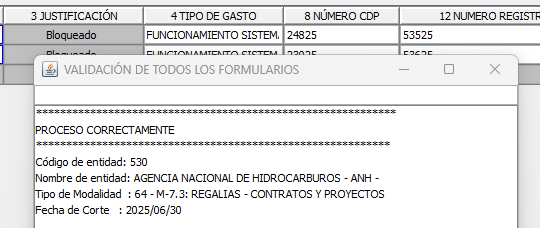 3 JUSTIFICACIÓN 4 TIPO DE GASTO 8 NÚMERO CDP 12 NUMERO REGISTR
Bloqueado FUNCIONAMIENTO SISTEM 24825 53525
VALIDACIÓN DE TODOS LOS FORMULARIOS
************************************************************
PROCESO CORRECTAMENTE
***********************************************************
Código de entidad: 530
Nombre de entidad: AGENCIA NACIONAL DE HIDROCARBUROS - ANH -
Tipo de Modalidad : 64 - M-7.3: REGALIAS - CONTRATOS Y PROYECTOS
Fecha de Corte : 2025/06/30